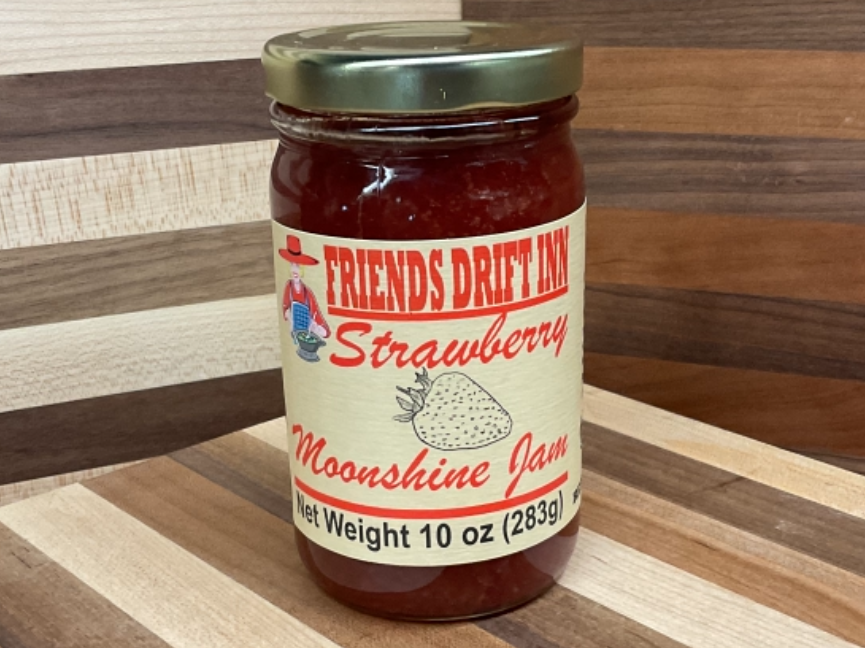 FRIENDS DRIFT INN
Strawberry
Moonshine Jam
Net Weight 10 oz (283g)